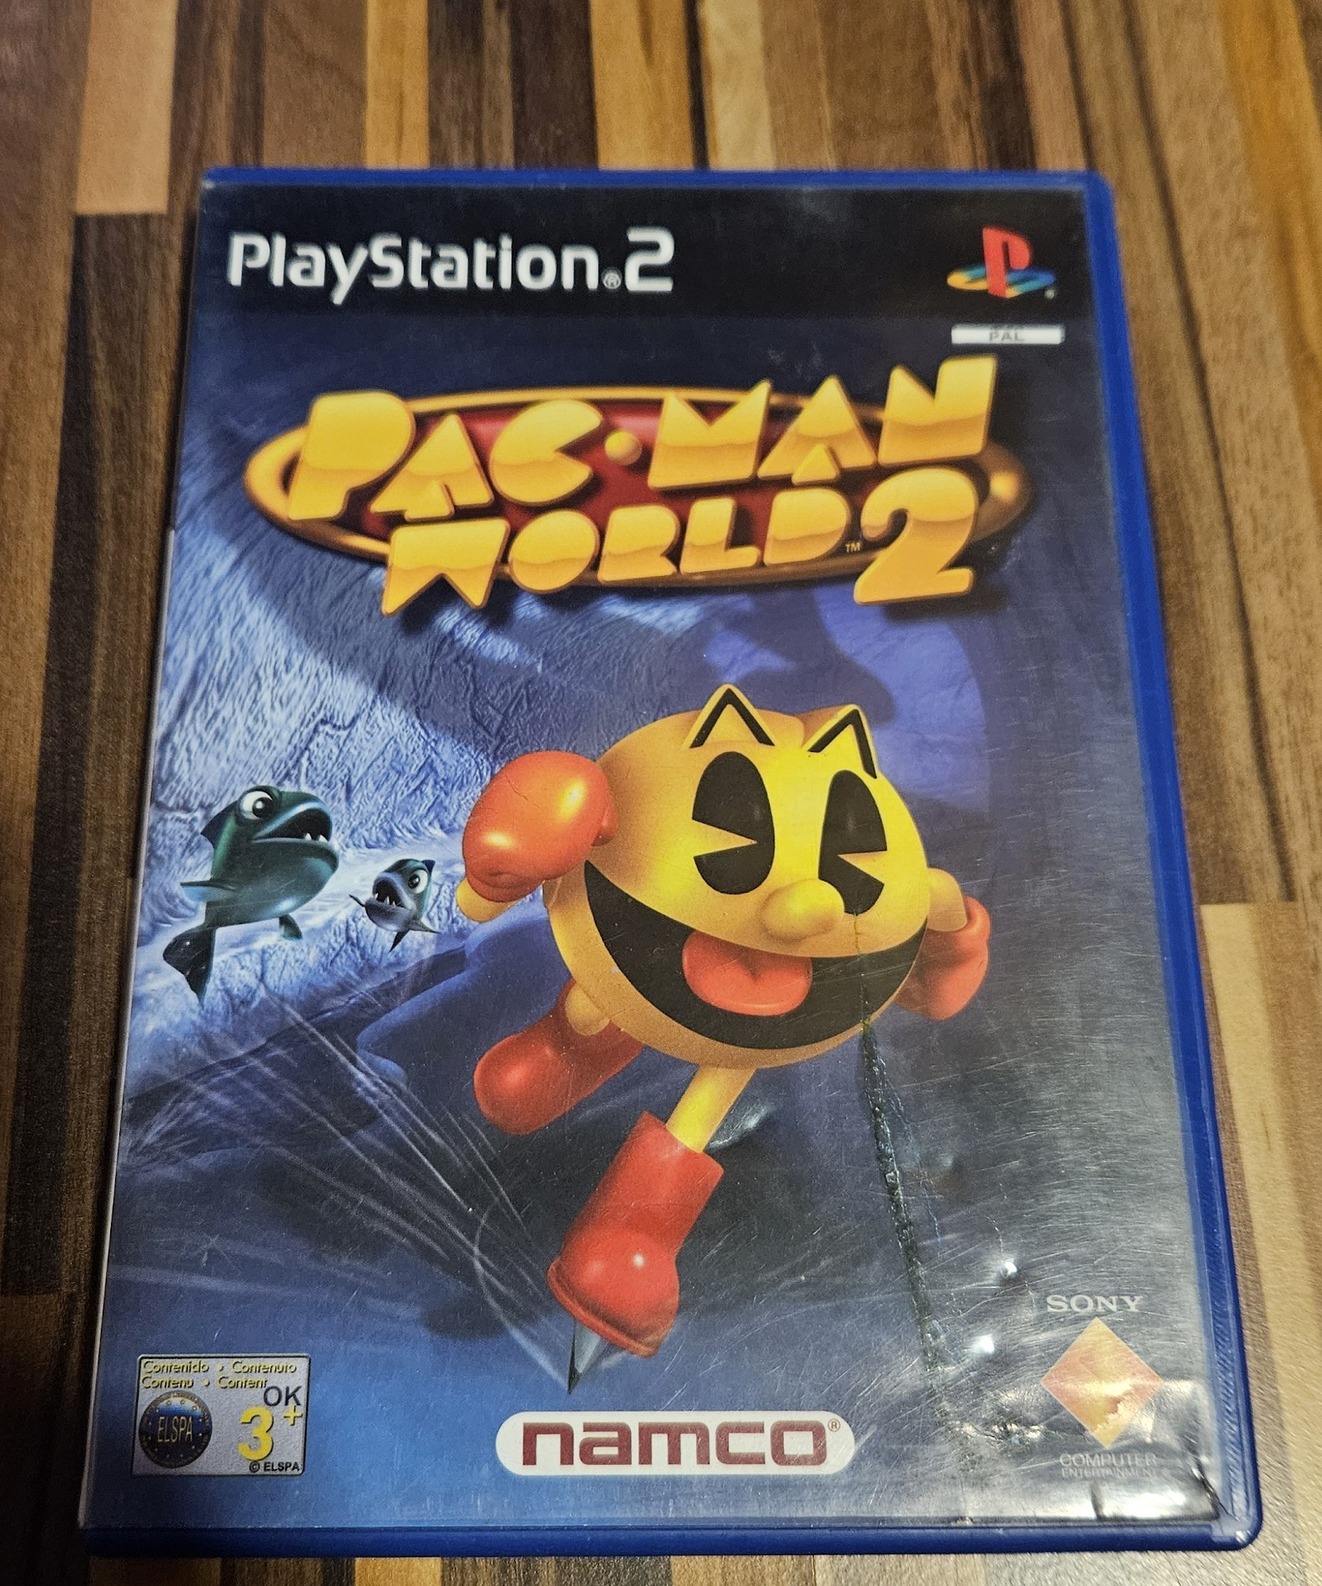 PlayStation®2
PAL
PAC·MAN
WORLD™2
Contenido • Contenuto
Contenu • Content
OK
ELSPA
3+
© ELSPA
namco®
SONY
COMPUTER
ENTERTAINMENT